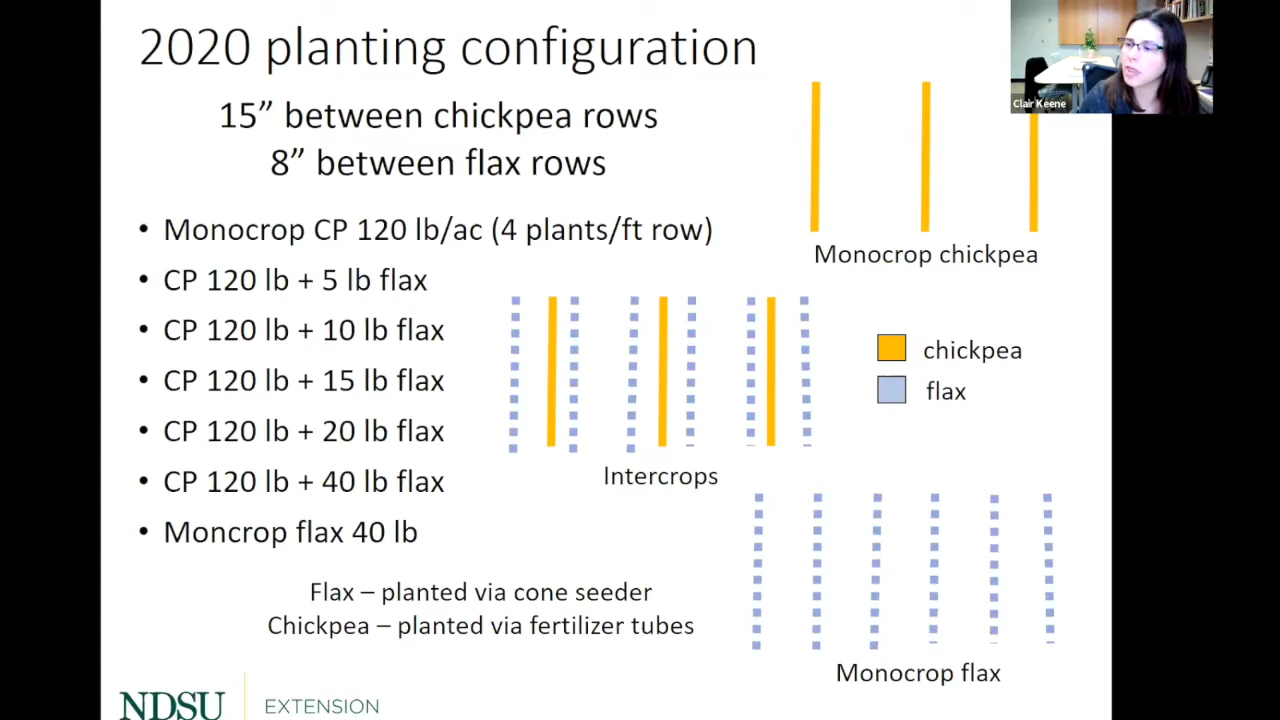 2020 planting configuration
15” between chickpea rows
8” between flax rows
• Monocrop CP 120 lb/ac (4 plants/ft row)
• CP 120 lb + 5 lb flax
• CP 120 lb + 10 lb flax
• CP 120 lb + 15 lb flax
• CP 120 lb + 20 lb flax
• CP 120 lb + 40 lb flax
• Moncrop flax 40 lb
Flax – planted via cone seeder
Chickpea – planted via fertilizer tubes
Clair Keene
Monocrop chickpea
chickpea
flax
Intercrops
Monocrop flax
NDSU EXTENSION